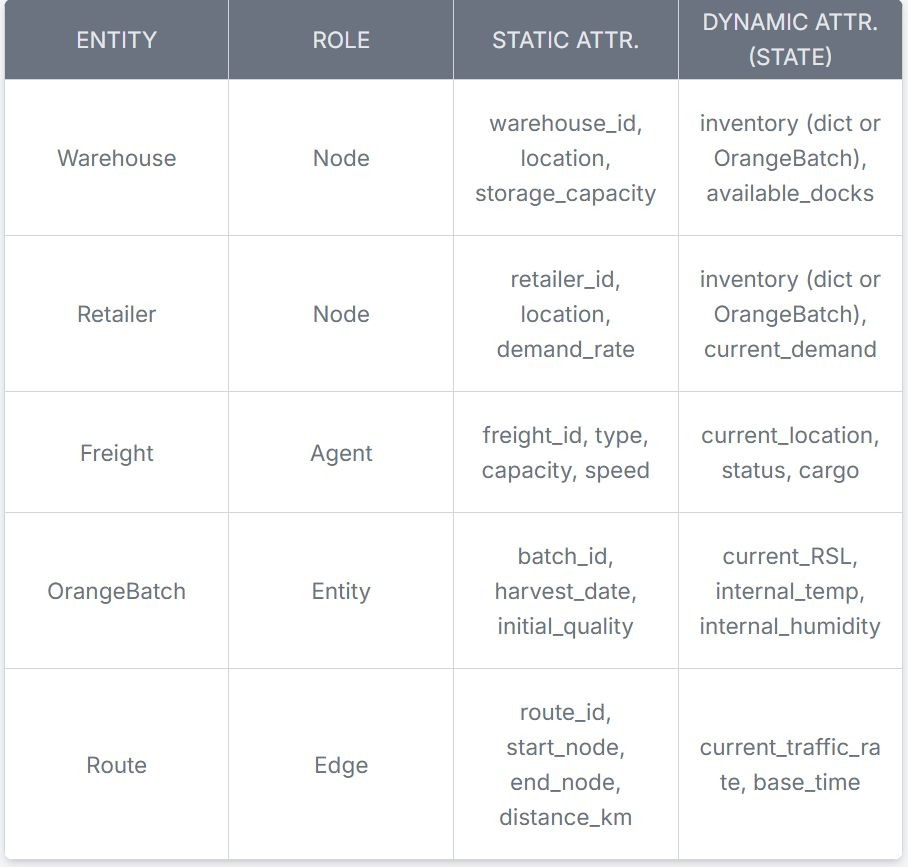 ENTITY
ROLE
STATIC ATTR.
DYNAMIC ATTR.
(STATE)
Warehouse
Node
warehouse_id,
location,
storage_capacity
inventory (dict or
OrangeBatch),
available_docks
Retailer
Node
retailer_id,
location,
demand_rate
inventory (dict or
OrangeBatch),
current_demand
Freight
Agent
freight_id, type,
capacity, speed
current_location,
status, cargo
OrangeBatch
Entity
batch_id,
harvest_date,
initial_quality
current_RSL,
internal_temp,
internal_humidity
Route
Edge
route_id,
start_node,
end_node,
distance_km
current_traffic_ra
te, base_time